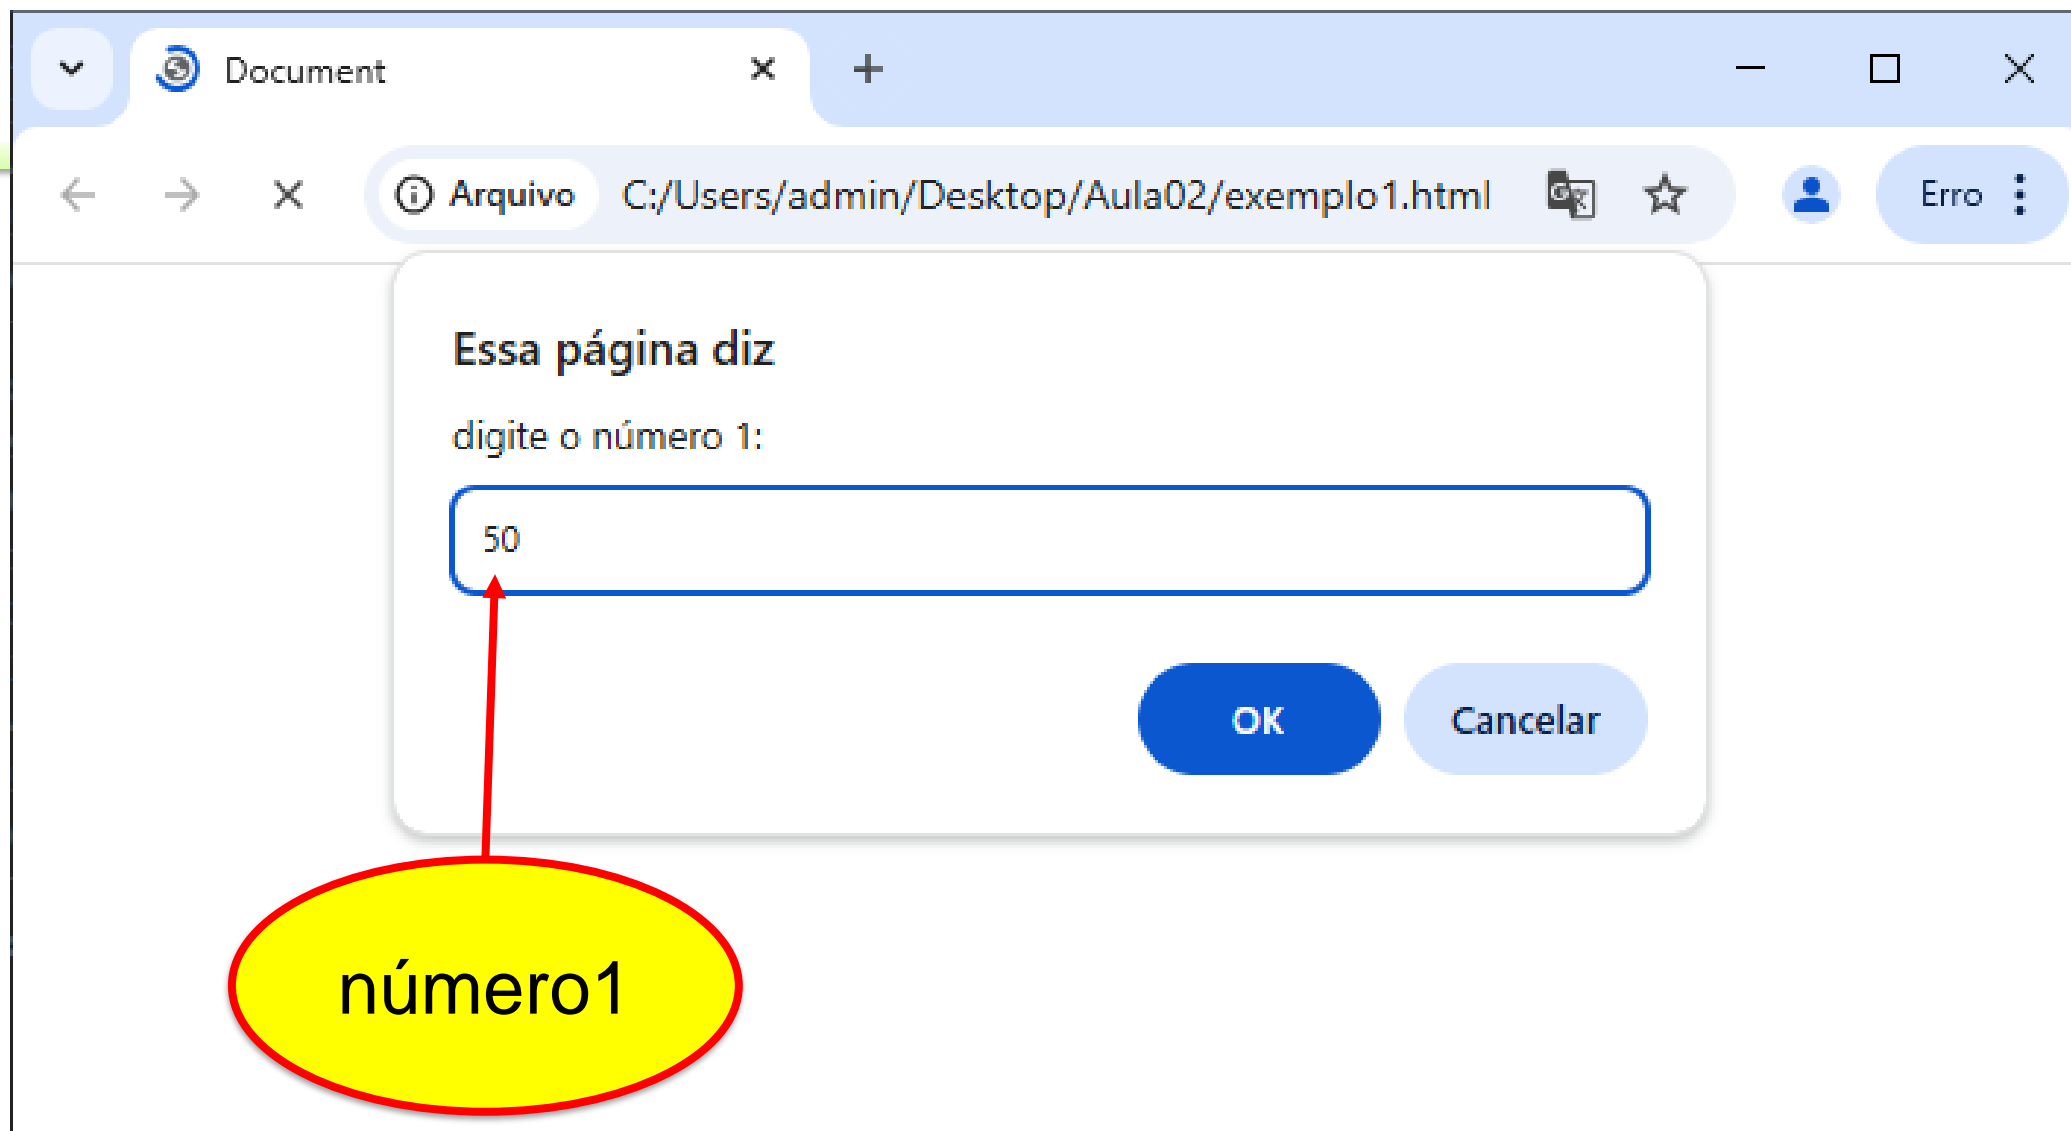 Document
Arquivo C:/Users/admin/Desktop/Aula02/exemplo1.html Erro
Essa página diz
digite o número 1:
50
OK Cancelar
número1